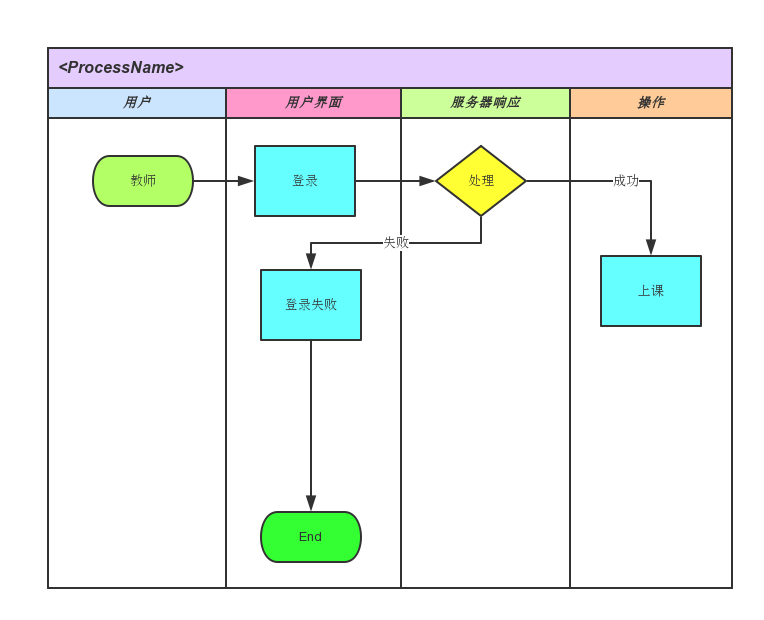 <ProcessName>
用户
用户界面
服务器响应
操作
教师
登录
处理
成功
失败
登录失败
上课
End